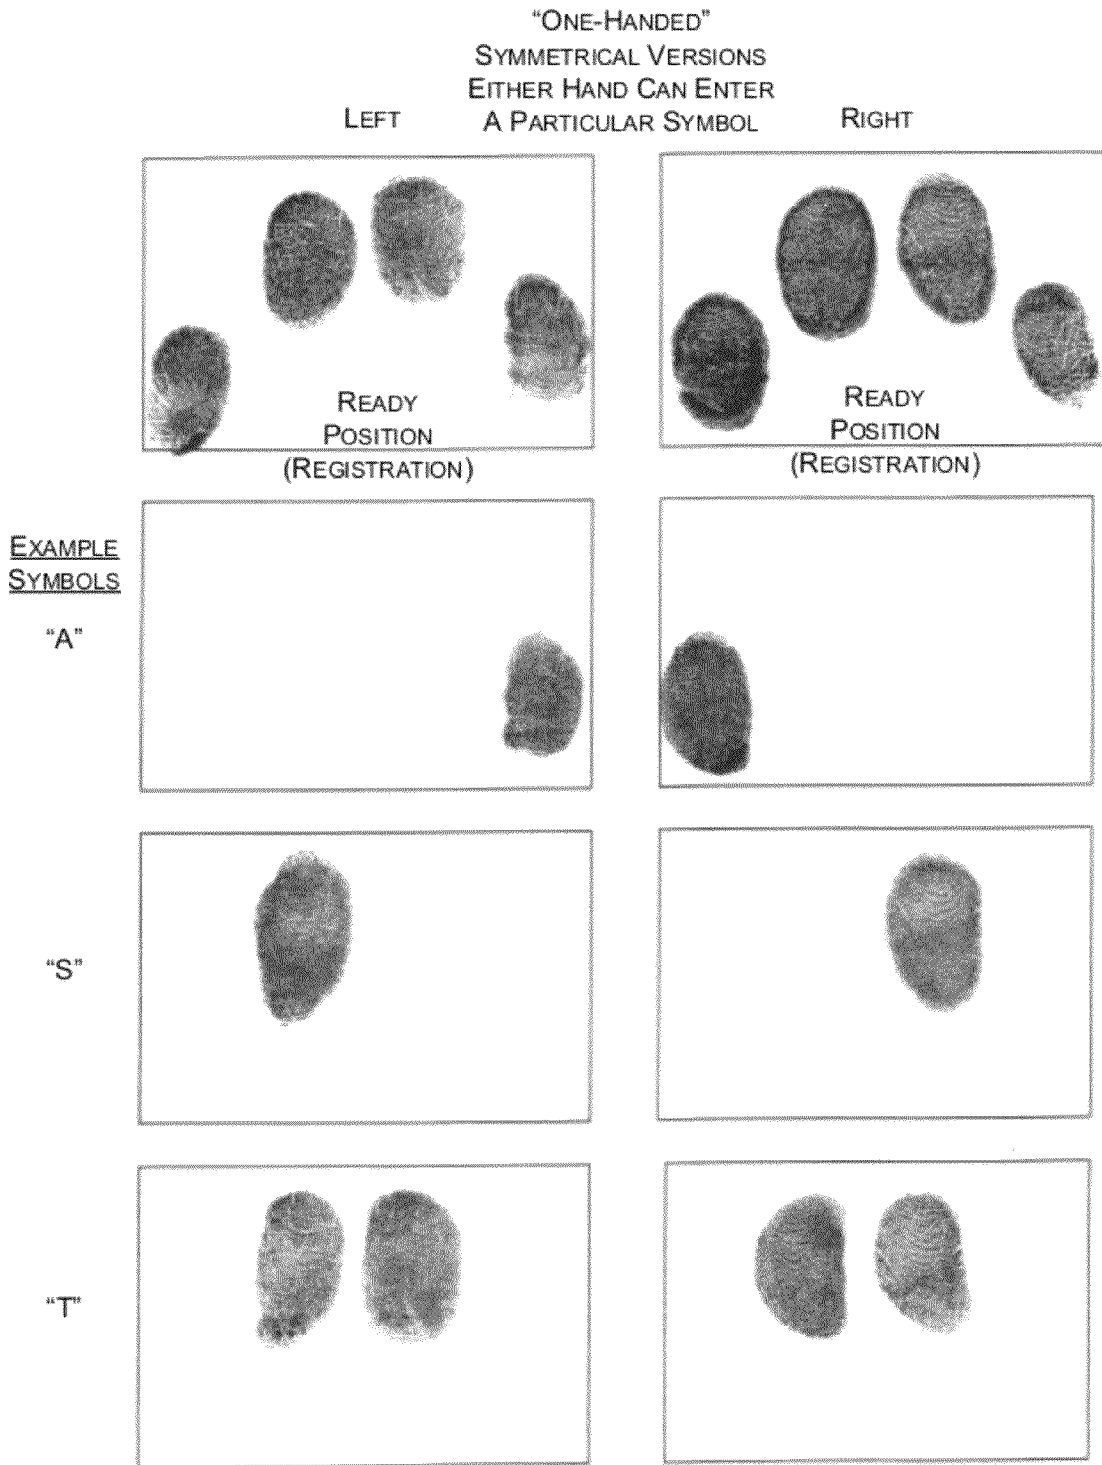 “ONE-HANDED”
SYMMETRICAL VERSIONS
EITHER HAND CAN ENTER
A PARTICULAR SYMBOL
LEFT
RIGHT
READY
POSITION
(REGISTRATION)
READY
POSITION
(REGISTRATION)
EXAMPLE
SYMBOLS
“A”
“S”
“T”